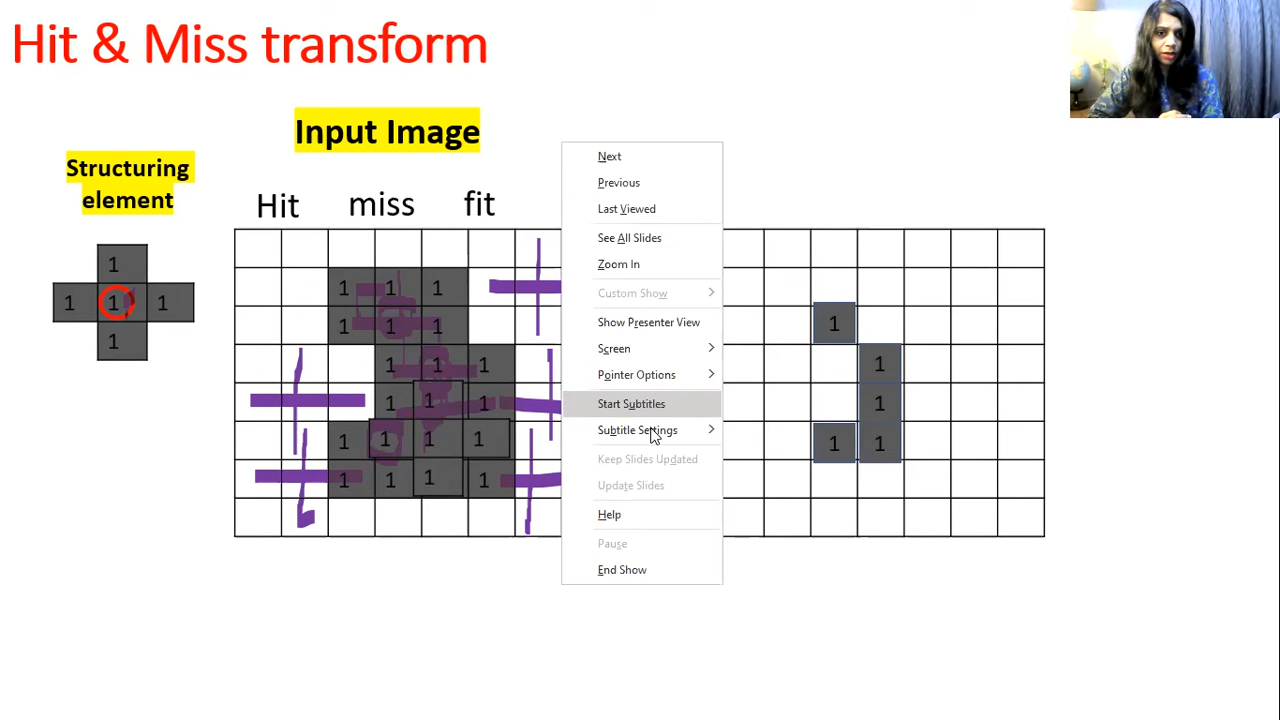 Hit & Miss transform
Input Image
Structuring
element
Hit miss fit
1
1 1 1
1
1 1 1
1 1 1
1 1 1
1 1 1
1 1 1 1
1 1 1 1
Next
Previous
Last Viewed
See All Slides
Zoom In
Custom Show
Show Presenter View
Screen
Pointer Options
Start Subtitles
Subtitle Settings
Keep Slides Updated
Update Slides
Help
Pause
End Show
1
1
1
1 1